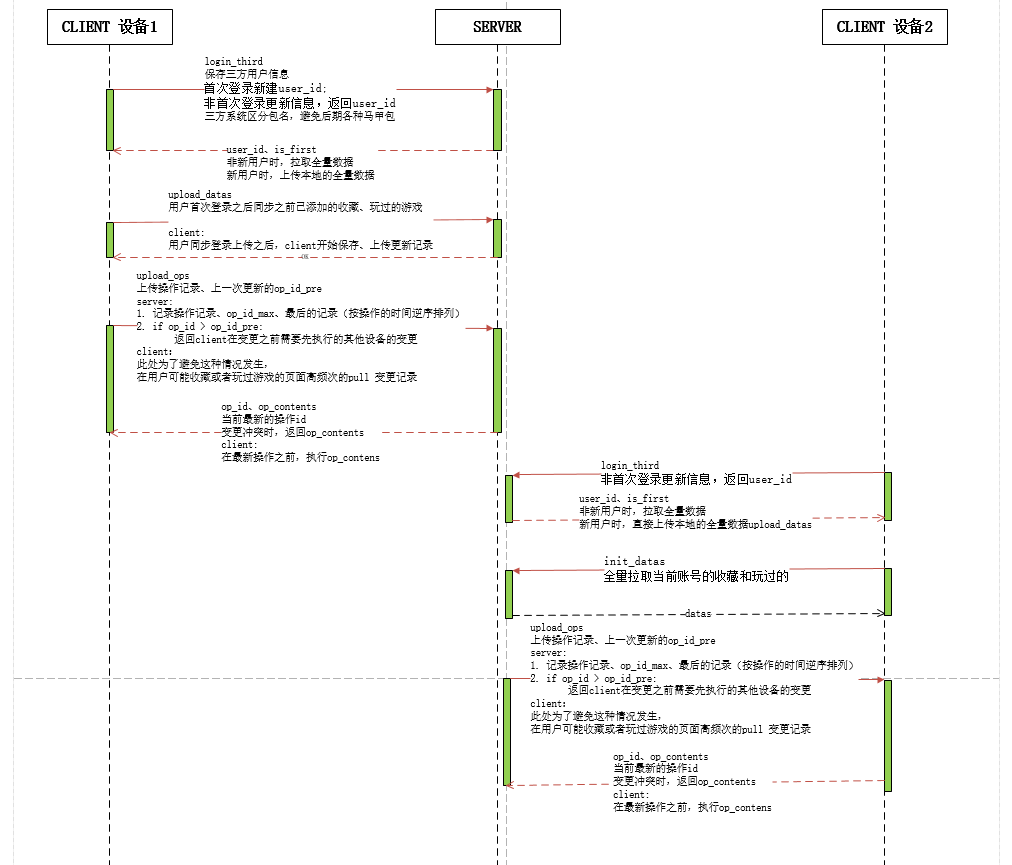 CLIENT 设备1
SERVER
CLIENT 设备2
login_third
保存三方用户信息
首次登录新建user_id;
非首次登录更新信息，返回user_id
三方系统区分包名，避免后期各种马甲包
user_id、is_first
非新用户时，拉取全量数据
新用户时，上传本地的全量数据
upload_datas
用户首次登录之后同步之前已添加的收藏、玩过的游戏
client:
用户同步登录上传之后，client开始保存、上传更新记录
OK
upload_ops
上传操作记录、上一次更新的op_id_pre
server:
1. 记录操作记录、op_id_max、最后的记录（按操作的时间逆序排列）
2. if op_id > op_id_pre:
返回client在变更之前需要先执行的其他设备的变更
client：
此处为了避免这种情况发生，
在用户可能收藏或者玩过游戏的页面高频次的pull 变更记录
op_id、op_contents
当前最新的操作id
变更冲突时，返回op_contents
client:
在最新操作之前，执行op_contens
login_third
非首次登录更新信息，返回user_id
user_id、is_first
非新用户时，拉取全量数据
新用户时，直接上传本地的全量数据upload_datas
init_datas
全量拉取当前账号的收藏和玩过的
datas
upload_ops
上传操作记录、上一次更新的op_id_pre
server:
1. 记录操作记录、op_id_max、最后的记录（按操作的时间逆序排列）
2. if op_id > op_id_pre:
返回client在变更之前需要先执行的其他设备的变更
client：
此处为了避免这种情况发生，
在用户可能收藏或者玩过游戏的页面高频次的pull 变更记录
op_id、op_contents
当前最新的操作id
变更冲突时，返回op_contents
client:
在最新操作之前，执行op_contens